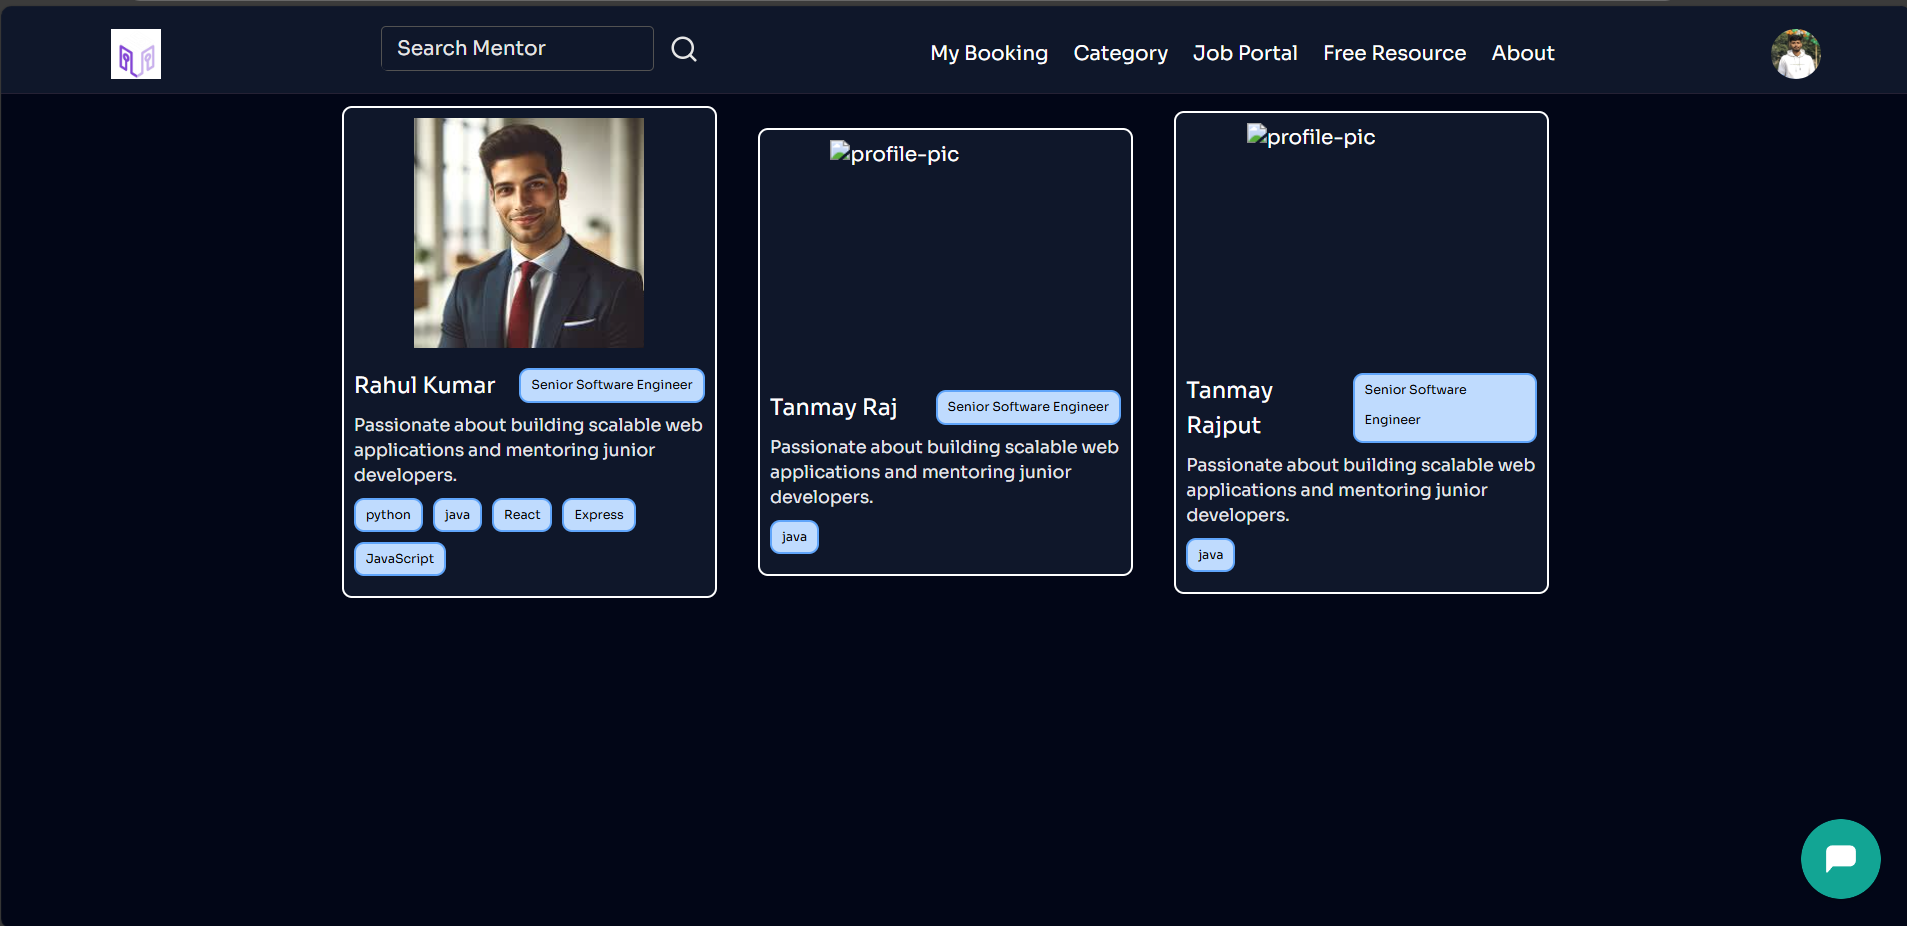 Search Mentor
My Booking
Category
Job Portal
Free Resource
About
Rahul Kumar
Senior Software Engineer
Passionate about building scalable web
applications and mentoring junior
developers.
python
java
React
Express
JavaScript
profile-pic
Tanmay Raj
Senior Software Engineer
Passionate about building scalable web
applications and mentoring junior
developers.
java
profile-pic
Tanmay
Rajput
Senior Software
Engineer
Passionate about building scalable web
applications and mentoring junior
developers.
java